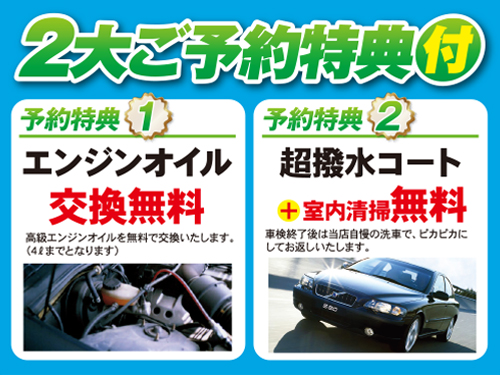 2大ご予約特典付
予約特典 1
エンジンオイル
交換無料
高級エンジンオイルを無料で交換いたします。
(4ℓまでとなります)
予約特典 2
超撥水コート
+室内清掃無料
車検終了後は当店自慢の洗車で、ピカピカに
してお返しいたします。
S60